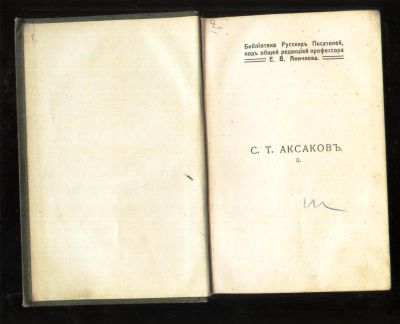 Библіотека Русскихъ Писателей,
подъ общей редакціей профессора
Е. В. Аничкова.
С. Т. АКСАКОВЪ.
II.